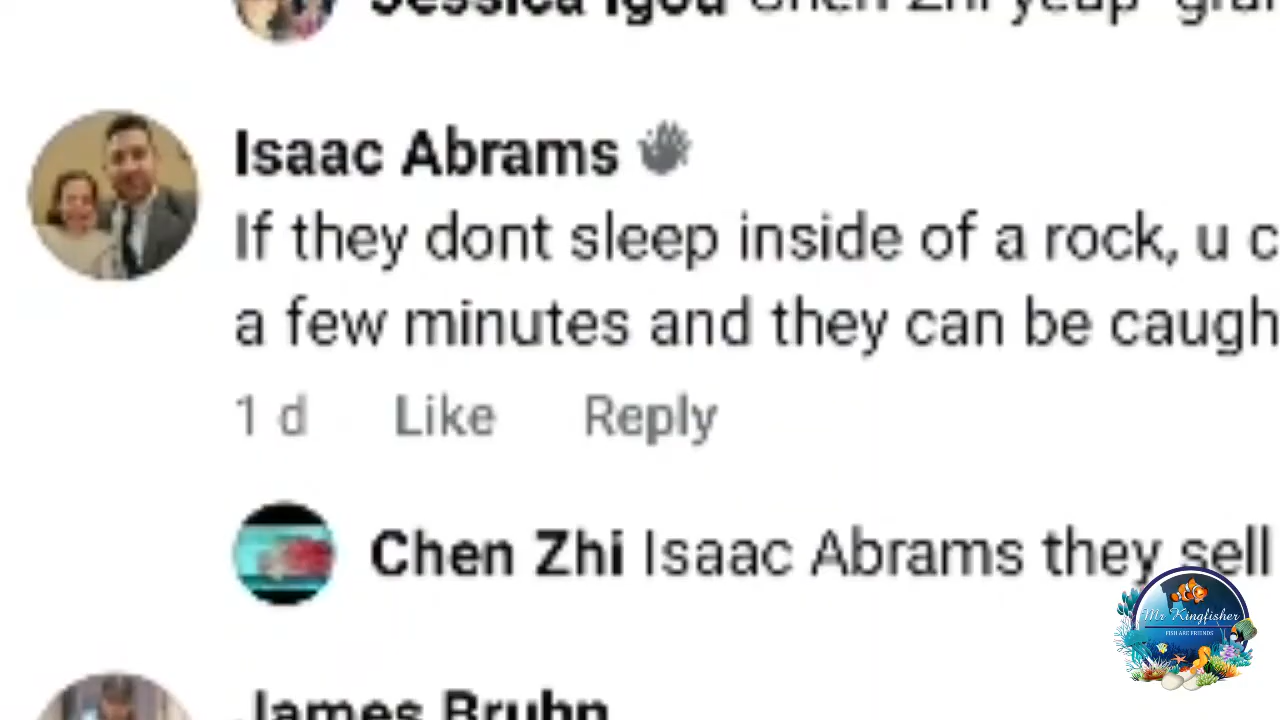 Jessica Igou Chen Zhi yeap
Isaac Abrams
If they dont sleep inside of a rock, u c
a few minutes and they can be caugh
1 d Like Reply
Chen Zhi Isaac Abrams they sell
Mr Kingfisher
FISH ARE FRIENDS
James Bruhn